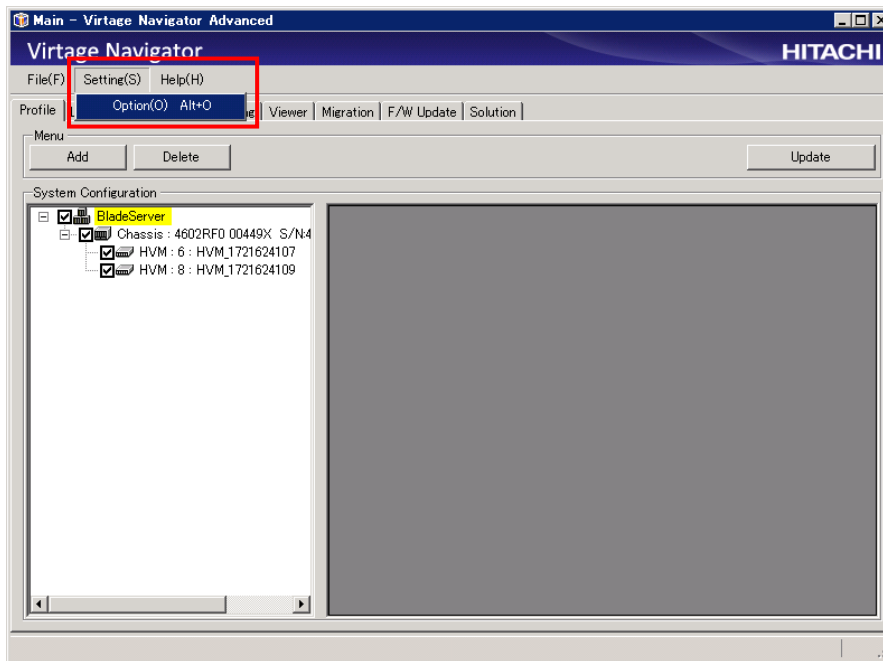 Main - Virtage Navigator Advanced
Virtage Navigator
HITACHI
File(F) Setting(S) Help(H)
Option(O) Alt+O
Profile Viewer Migration F/W Update Solution
Menu
Add Delete Update
System Configuration
BladeServer
Chassis : 4602RF0 00449X S/N:4
HVM : 6 : HVM_1721624107
HVM : 8 : HVM_1721624109